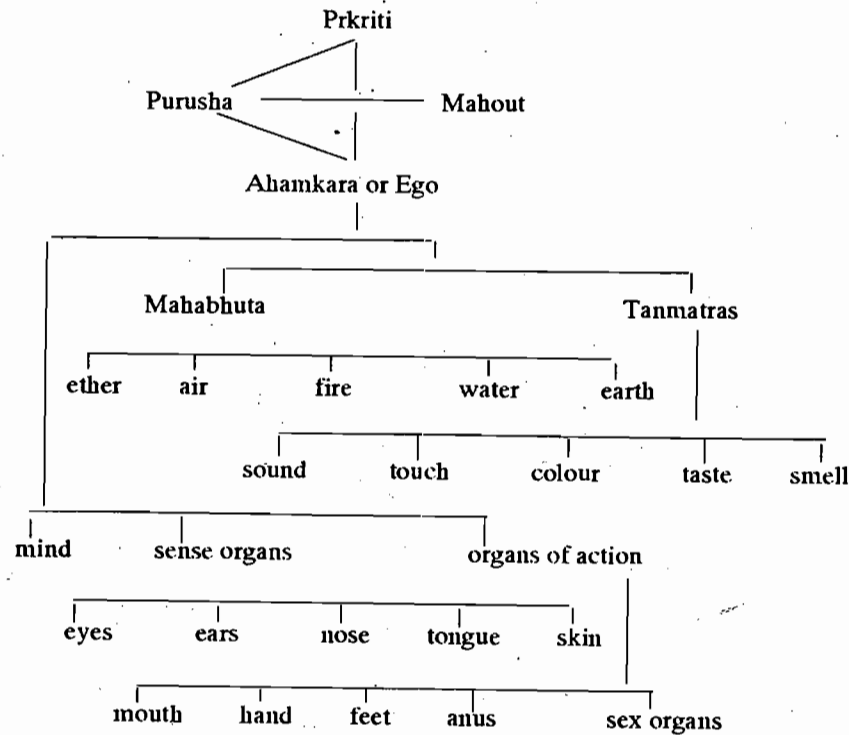 Prkriti
Purusha Mahout
Ahamkara or Ego
Mahabhuta Tanmatras
ether air fire water earth
sound touch colour taste smell
mind sense organs organs of action
eyes ears nose tongue skin
mouth hand feet anus sex organs